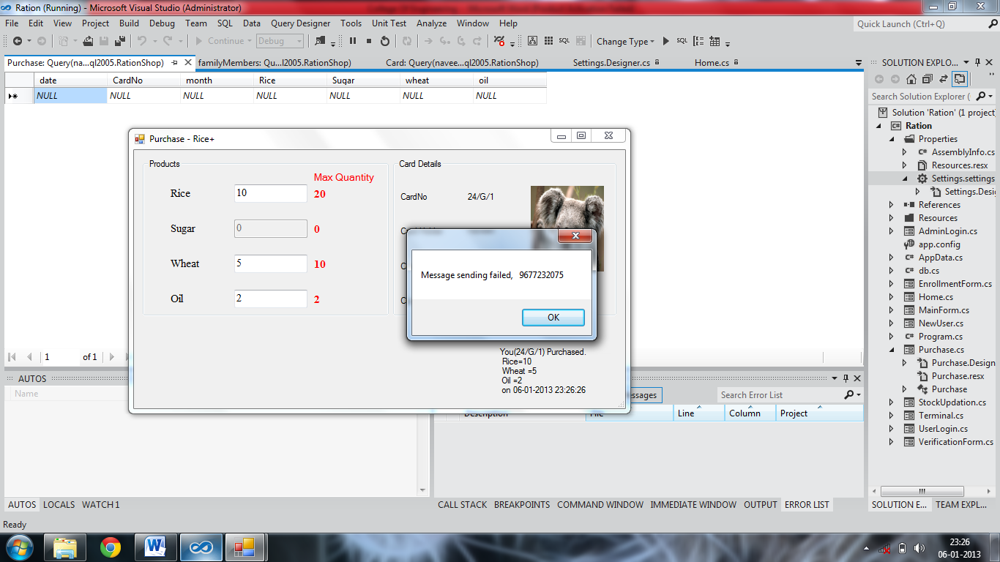 Ration (Running) - Microsoft Visual Studio (Administrator)
Quick Launch (Ctrl+Q)
File Edit View Project Build Debug Team SQL Data Query Designer Tools Unit Test Analyze Window Help
Continue Debug SQL Change Type SQL
Purchase: Query(na...ql2005.RationShop) familyMembers: Qu...l2005.RationShop) Card: Query(navee...ql2005.RationShop) Settings.Designer.cs Home.cs
date CardNo month Rice Sugar wheat oil
NULL NULL NULL NULL NULL NULL NULL
Purchase - Rice+
Products
Max Quantity
Rice 10 20
Sugar 0 0
Wheat 5 10
Oil 2 2
Card Details
CardNo 24/G/1
Message sending failed, 9677232075
OK
You(24/G/1) Purchased.
Rice=10
Wheat =5
Oil =2
on 06-01-2013 23:26:26
1 of 1
AUTOS
Name
Search Error List
Description File Line Column Project
AUTOS LOCALS WATCH 1
CALL STACK BREAKPOINTS COMMAND WINDOW IMMEDIATE WINDOW OUTPUT ERROR LIST
SOLUTION EXPLO...
Search Solution Explorer (
Solution 'Ration' (1 project
Ration
Properties
AssemblyInfo.cs
Resources.resx
Settings.settings
Settings.Desi
References
Resources
AdminLogin.cs
app.config
AppData.cs
db.cs
EnrollmentForm.cs
Home.cs
MainForm.cs
NewUser.cs
Program.cs
Purchase.cs
Purchase.Design
Purchase.resx
Purchase
StockUpdation.cs
Terminal.cs
UserLogin.cs
VerificationForm.cs
SOLUTION E... TEAM EXPL...
Ready
23:26
06-01-2013